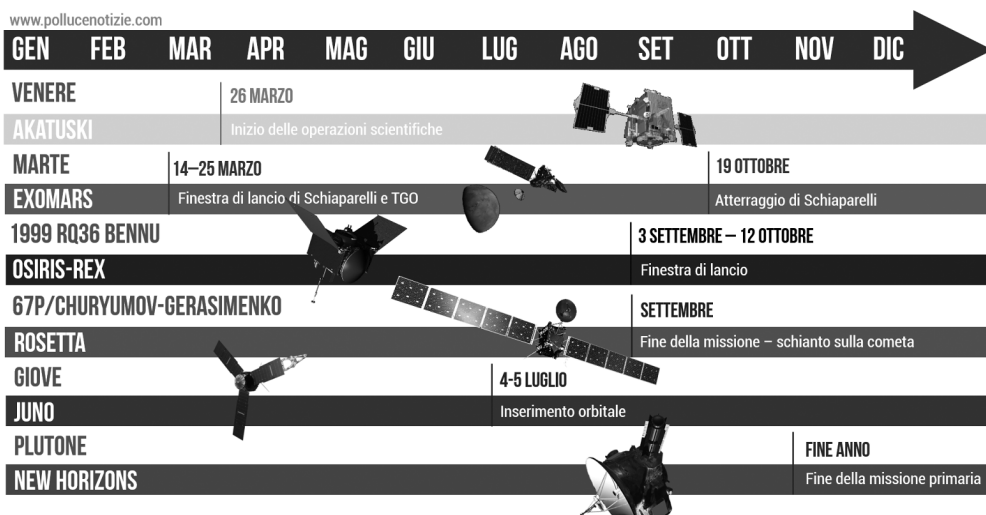 www.pollucenotizie.com
GEN FEB MAR APR MAG GIU LUG AGO SET OTT NOV DIC
VENERE
26 MARZO
AKATUSKI
Inizio delle operazioni scientifiche
MARTE
14–25 MARZO
19 OTTOBRE
EXOMARS
Finestra di lancio di Schiaparelli e TGO
Atterraggio di Schiaparelli
1999 RQ36 BENNU
3 SETTEMBRE – 12 OTTOBRE
OSIRIS-REX
Finestra di lancio
67P/CHURYUMOV-GERASIMENKO
SETTEMBRE
ROSETTA
Fine della missione – schianto sulla cometa
GIOVE
4-5 LUGLIO
JUNO
Inserimento orbitale
PLUTONE
FINE ANNO
NEW HORIZONS
Fine della missione primaria